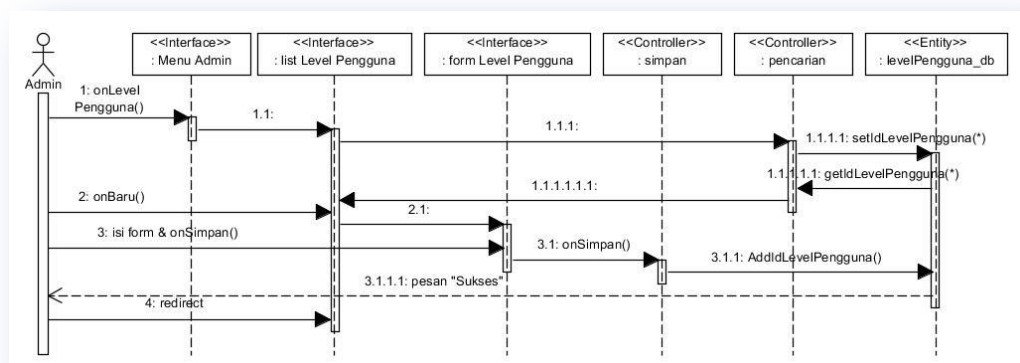 <<Interface>>
: Menu Admin
<<Interface>>
: list Level Pengguna
<<Interface>>
: form Level Pengguna
<<Controller>>
: simpan
<<Controller>>
: pencarian
<<Entity>>
: levelPengguna_db
Admin
1: onLevel
Pengguna()
1.1:
1.1.1:
1.1.1.1: setIdLevelPengguna(*)
1.1.1.1.1: getIdLevelPengguna(*)
1.1.1.1.1.1:
2: onBaru()
2.1:
3: isi form & onSimpan()
3.1: onSimpan()
3.1.1: AddIdLevelPengguna()
3.1.1.1: pesan "Sukses"
4: redirect